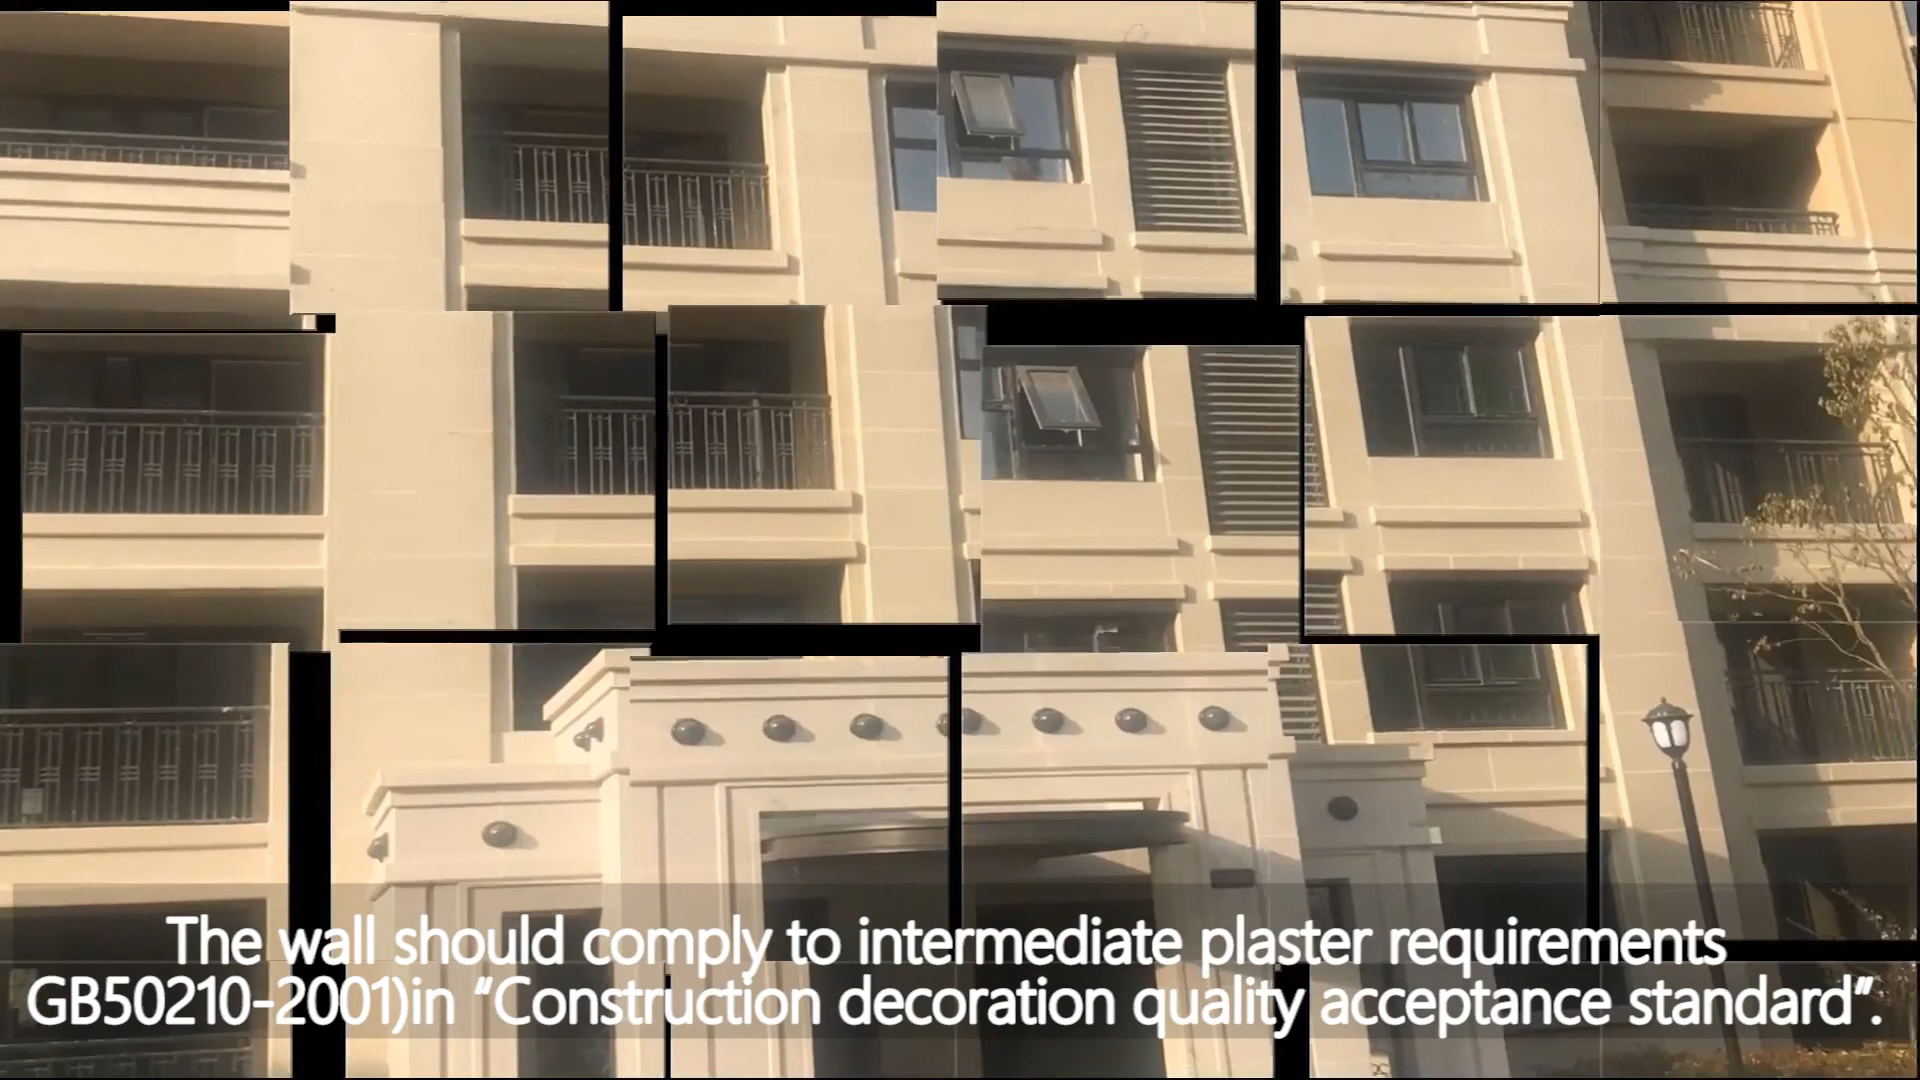 The wall should comply to intermediate plaster requirements
GB50210-2001)in “Construction decoration quality acceptance standard”.